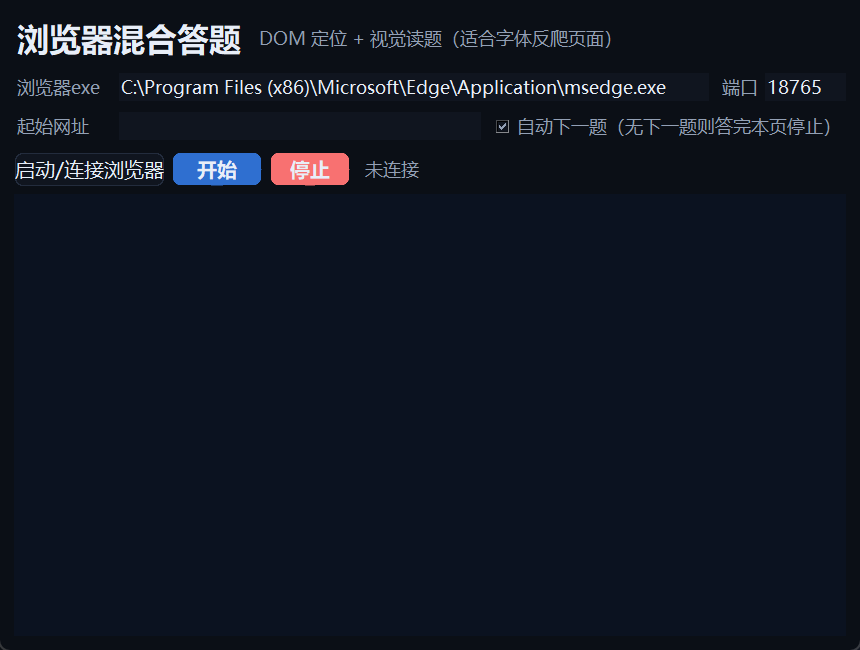 浏览器混合答题 DOM 定位 + 视觉读题（适合字体反爬页面）
浏览器exe C:\Program Files (x86)\Microsoft\Edge\Application\msedge.exe 端口 18765
起始网址 自动下一题（无下一题则答完本页停止）
启动/连接浏览器 开始 停止 未连接